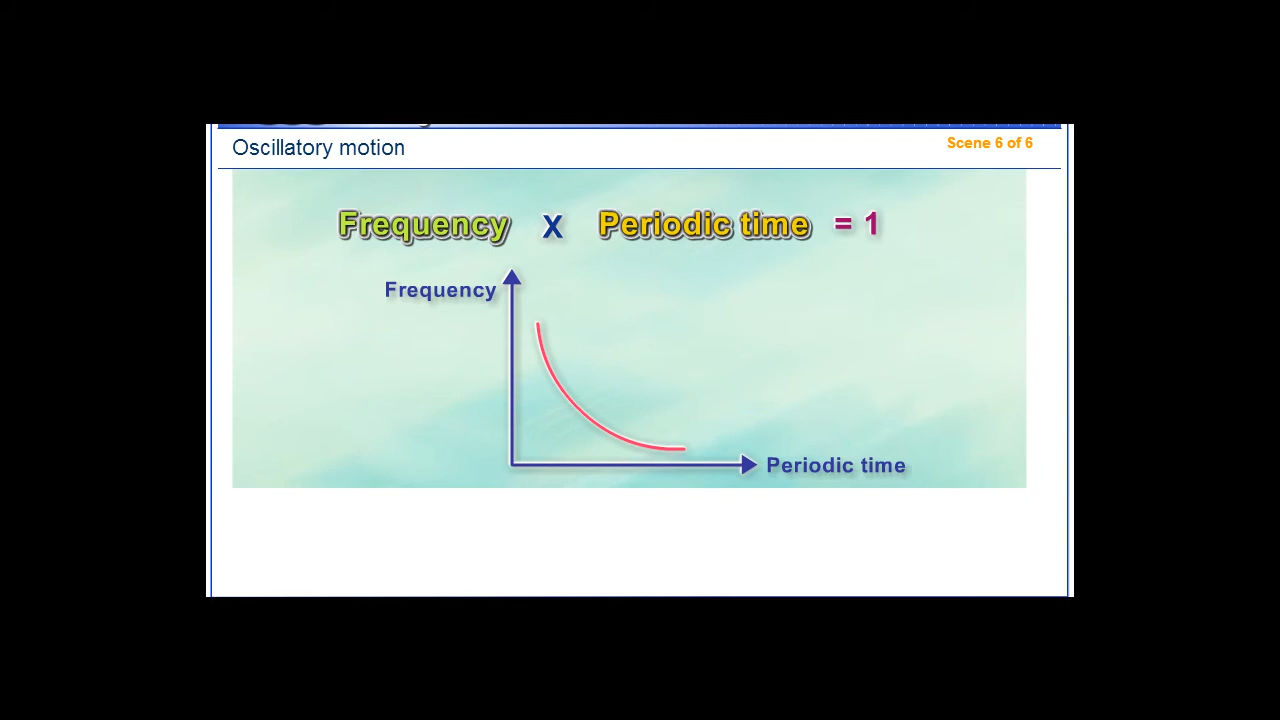 Oscillatory motion
Scene 6 of 6
Frequency X Periodic time = 1
Frequency
Periodic time